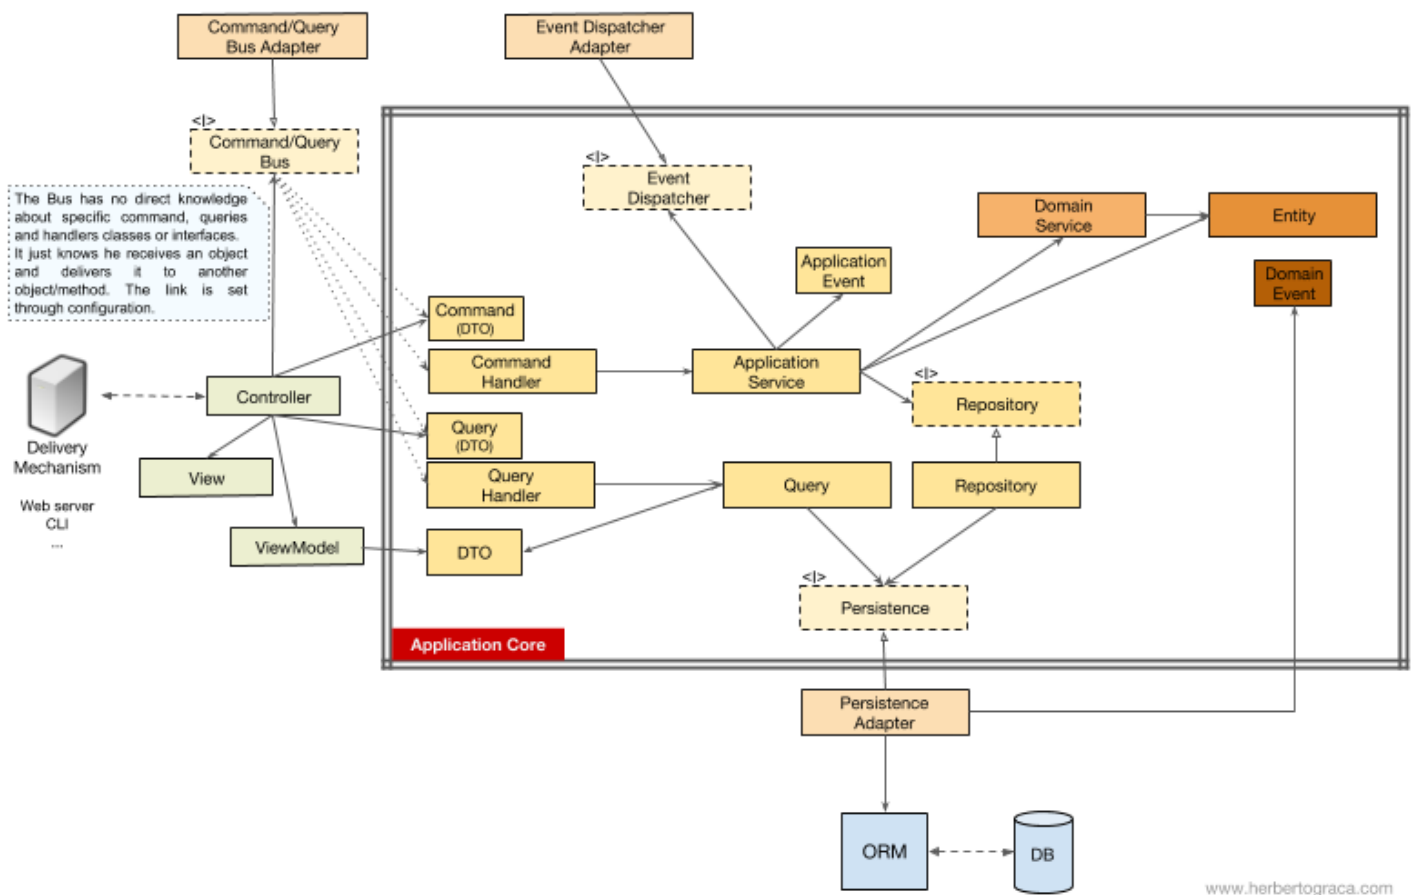 Command/Query
Bus Adapter
Event Dispatcher
Adapter
<I>
Command/Query
Bus
<I>
Event
Dispatcher
The Bus has no direct knowledge
about specific command, queries
and handlers classes or interfaces.
It just knows he receives an object
and delivers it to another
object/method. The link is set
through configuration.
Domain
Service
Entity
Application
Event
Domain
Event
Command
(DTO)
Command
Handler
Application
Service
<I>
Repository
Controller
Query
(DTO)
Delivery
Mechanism
Web server
CLI
...
View
Query
Handler
Query
Repository
ViewModel
DTO
<I>
Persistence
Application Core
Persistence
Adapter
ORM
DB
www.herbertograca.com